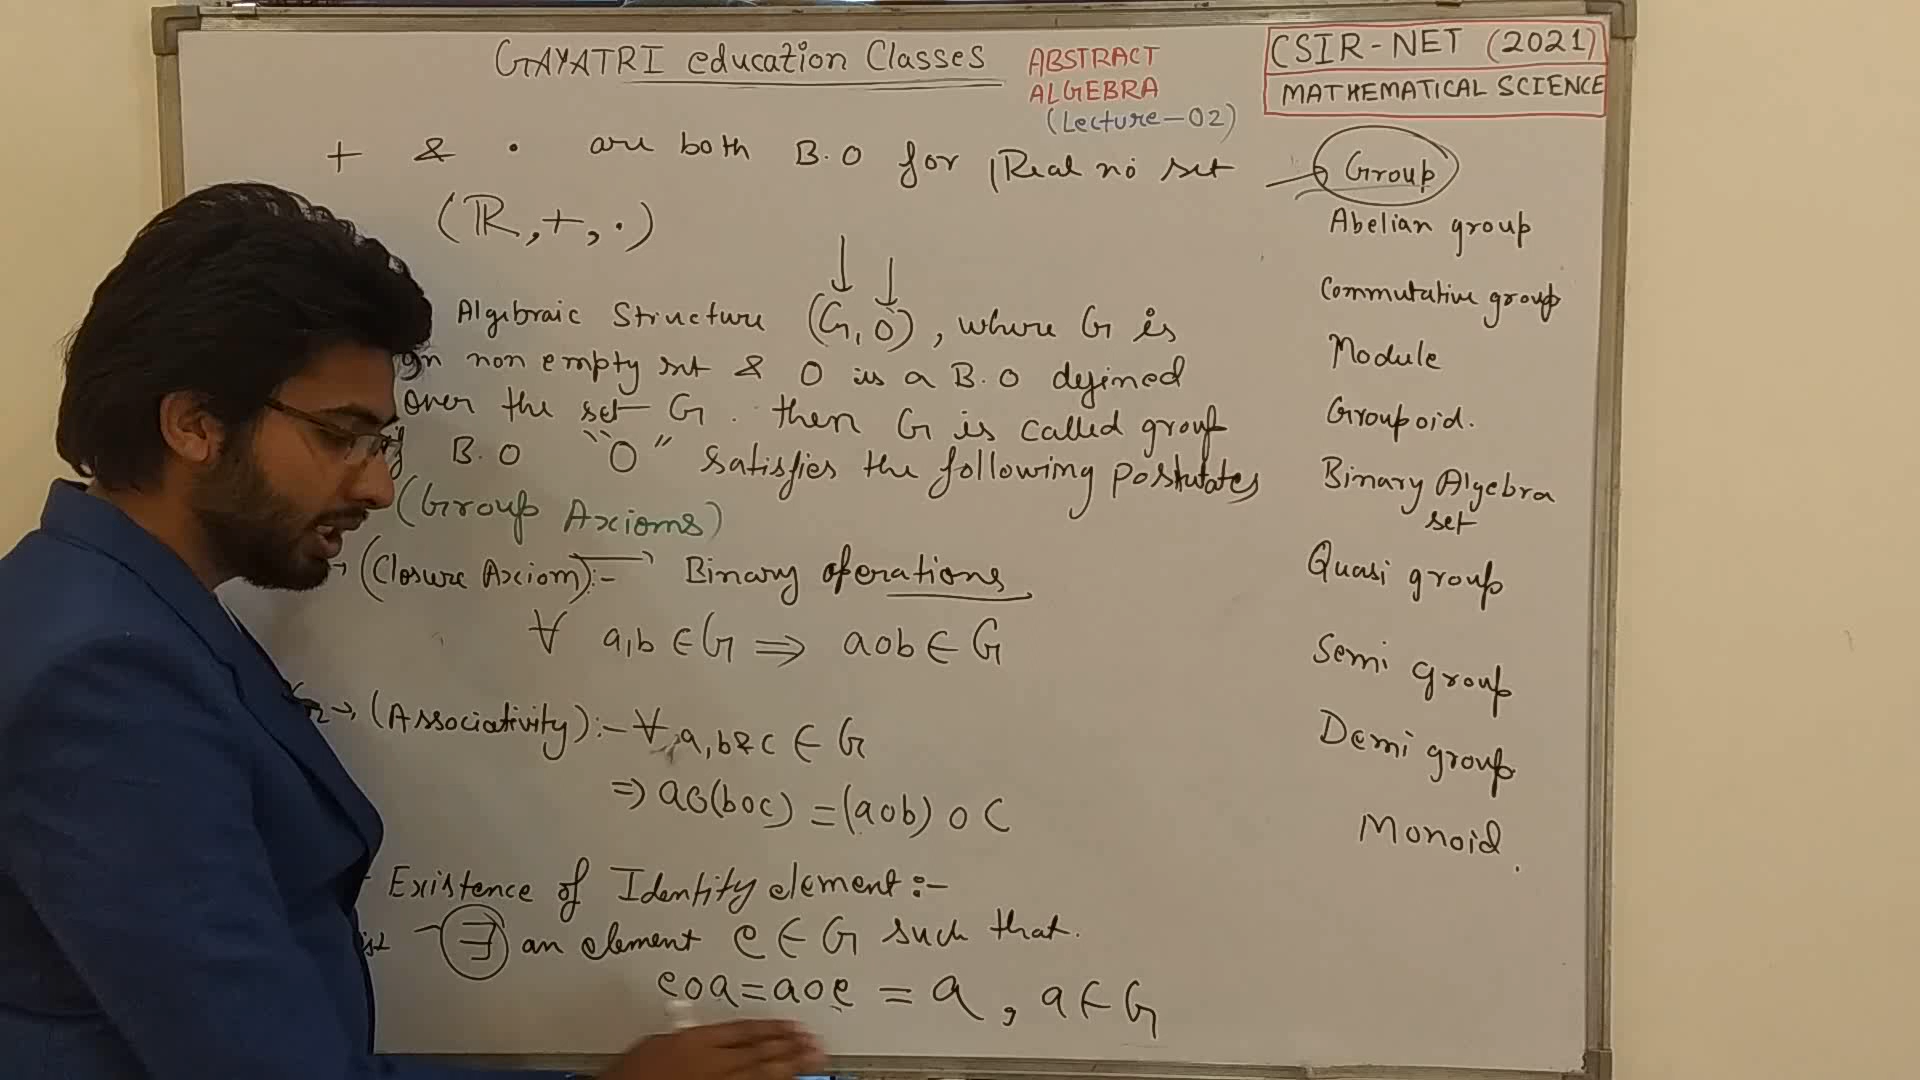 GAYATRI education Classes
ABSTRACT
ALGEBRA
(Lecture-02)
CSIR-NET (2021)
MATHEMATICAL SCIENCE
+ & · are both B.O for Real no set
(ℝ,+,·)
Algebraic Structure (G,O), where G is
non empty set & O is a B.O defined
over the set G. then G is called group
if B.O "O" satisfies the following postutates
(Group Axioms)
(Closure Axiom):- Binary operations
∀ a,b ∈ G ⇒ aob ∈ G
(Associativity):- ∀ a,b & c ∈ G
⇒ ao(boc) = (aob) o c
Existence of Identity element:-
∃ an element e ∈ G such that.
eoa=aoe = a, a ∈ G
Group
Abelian group
Commutative group
Module
Groupoid.
Binary Algebra
set
Quasi group
Semi group
Demi group
Monoid.